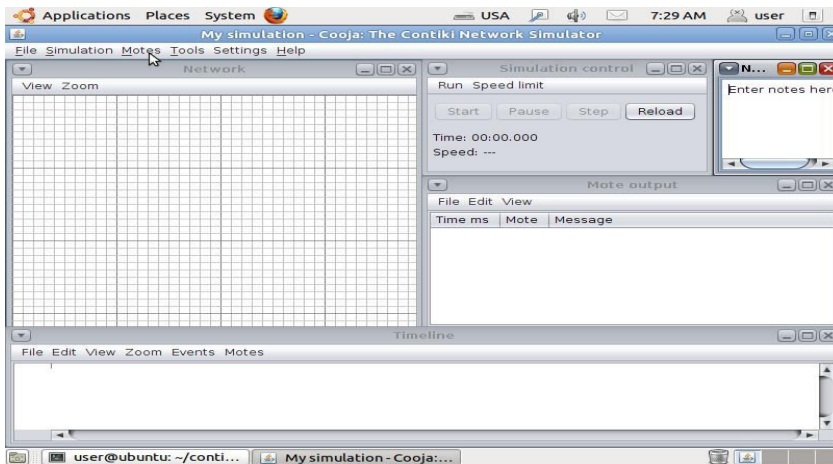 Applications Places System USA 7:29 AM user
My simulation - Cooja: The Contiki Network Simulator
File Simulation Motes Tools Settings Help
Network
View Zoom
Simulation control
Run Speed limit
Start Pause Step Reload
Time: 00:00.000
Speed: ---
N...
Enter notes her
Mote output
File Edit View
Time ms Mote Message
Timeline
File Edit View Zoom Events Motes
user@ubuntu: ~/conti... My simulation - Cooja:...